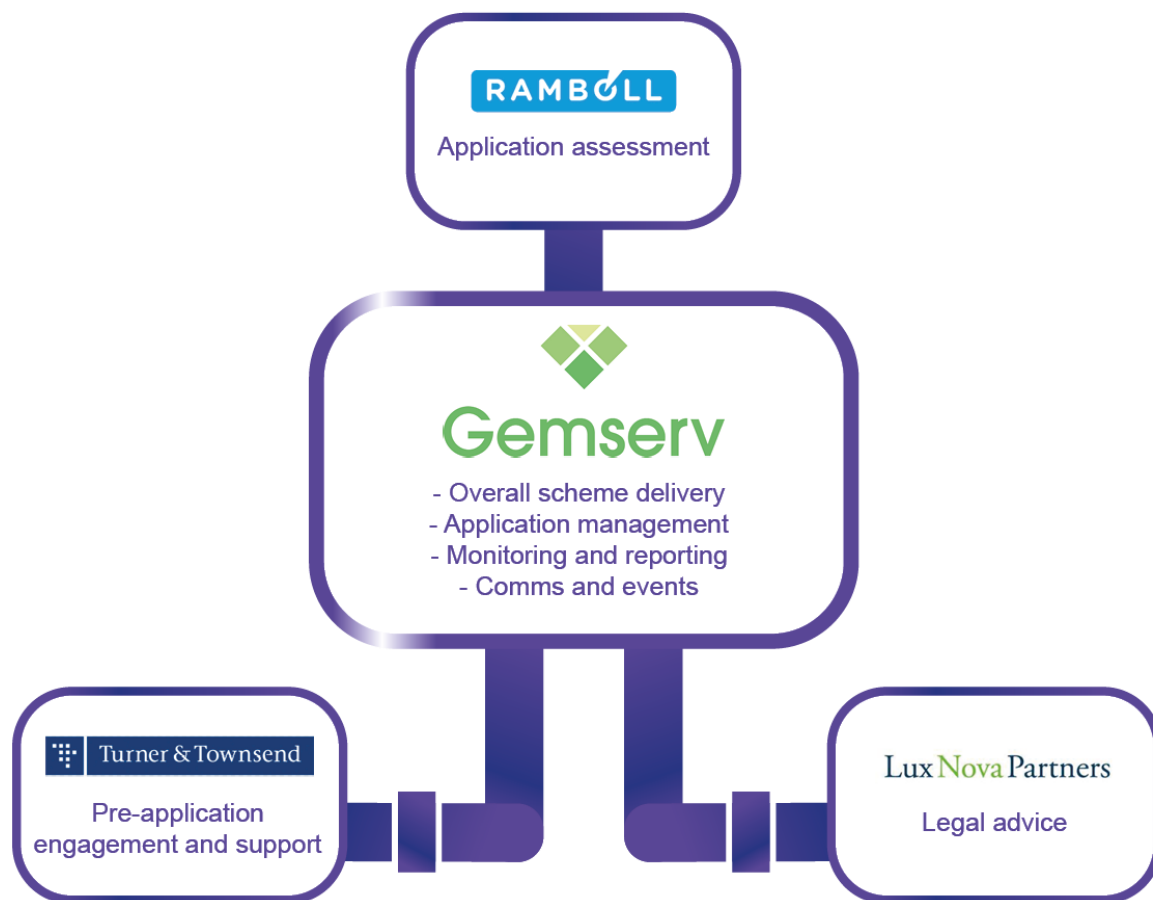 RAMBOLL
Application assessment
Gemserv
- Overall scheme delivery
- Application management
- Monitoring and reporting
- Comms and events
Turner & Townsend
Pre-application
engagement and support
Lux Nova Partners
Legal advice